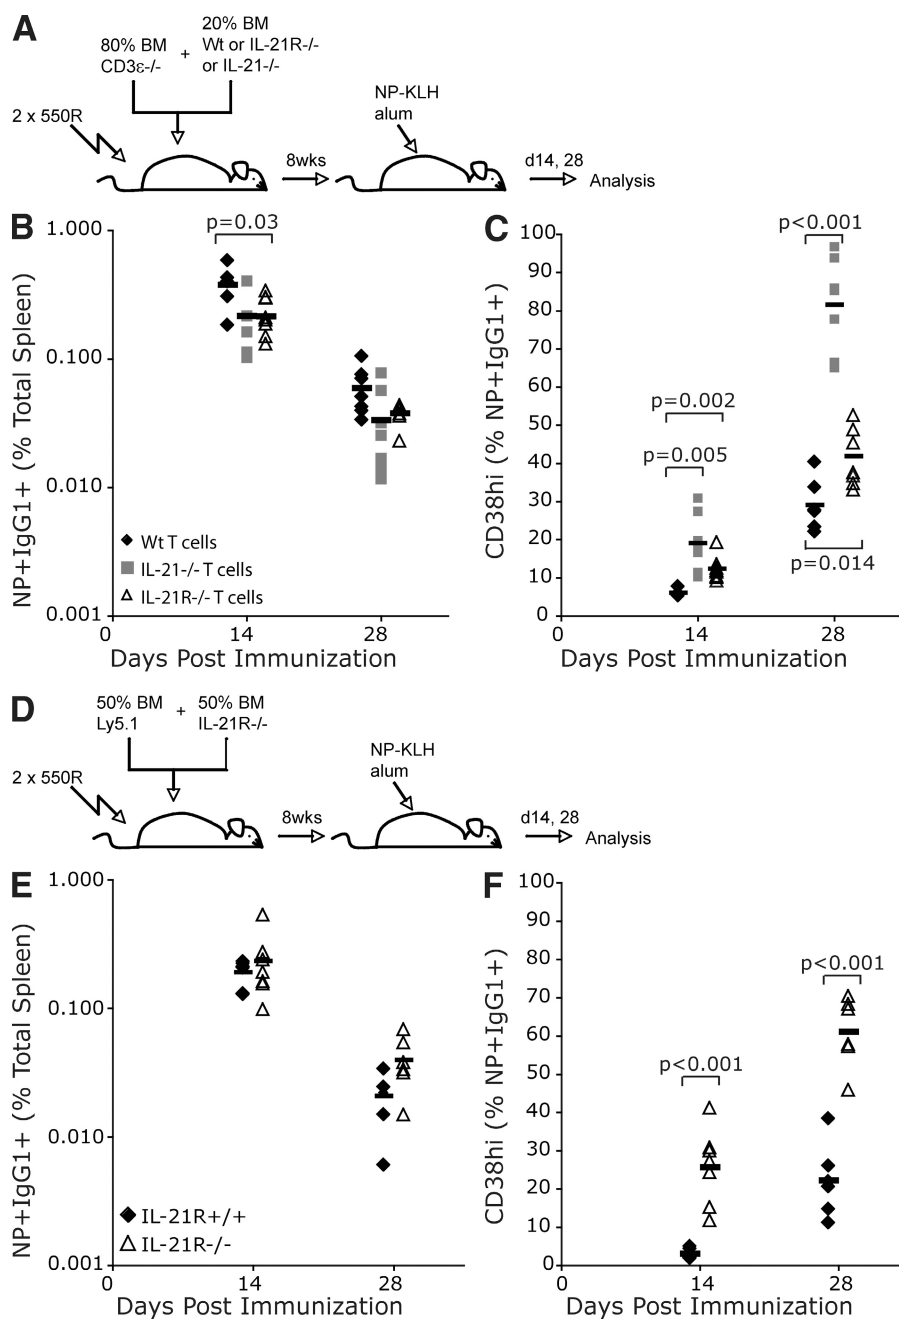 A
80% BM
CD3ε-/-
+
20% BM
Wt or IL-21R-/-
or IL-21-/-
2 x 550R
8wks
NP-KLH
alum
d14, 28
Analysis
B
NP+IgG1+ (% Total Spleen)
1.000
0.100
0.010
0.001
p=0.03
Wt T cells
IL-21-/- T cells
IL-21R-/- T cells
0
14
28
Days Post Immunization
C
CD38hi (% NP+IgG1+)
100
90
80
70
60
50
40
30
20
10
0
p<0.001
p=0.002
p=0.005
p=0.014
0
14
28
Days Post Immunization
D
50% BM
Ly5.1
+
50% BM
IL-21R-/-
2 x 550R
8wks
NP-KLH
alum
d14, 28
Analysis
E
NP+IgG1+ (% Total Spleen)
1.000
0.100
0.010
0.001
IL-21R+/+
IL-21R-/-
0
14
28
Days Post Immunization
F
CD38hi (% NP+IgG1+)
100
90
80
70
60
50
40
30
20
10
0
p<0.001
p<0.001
0
14
28
Days Post Immunization